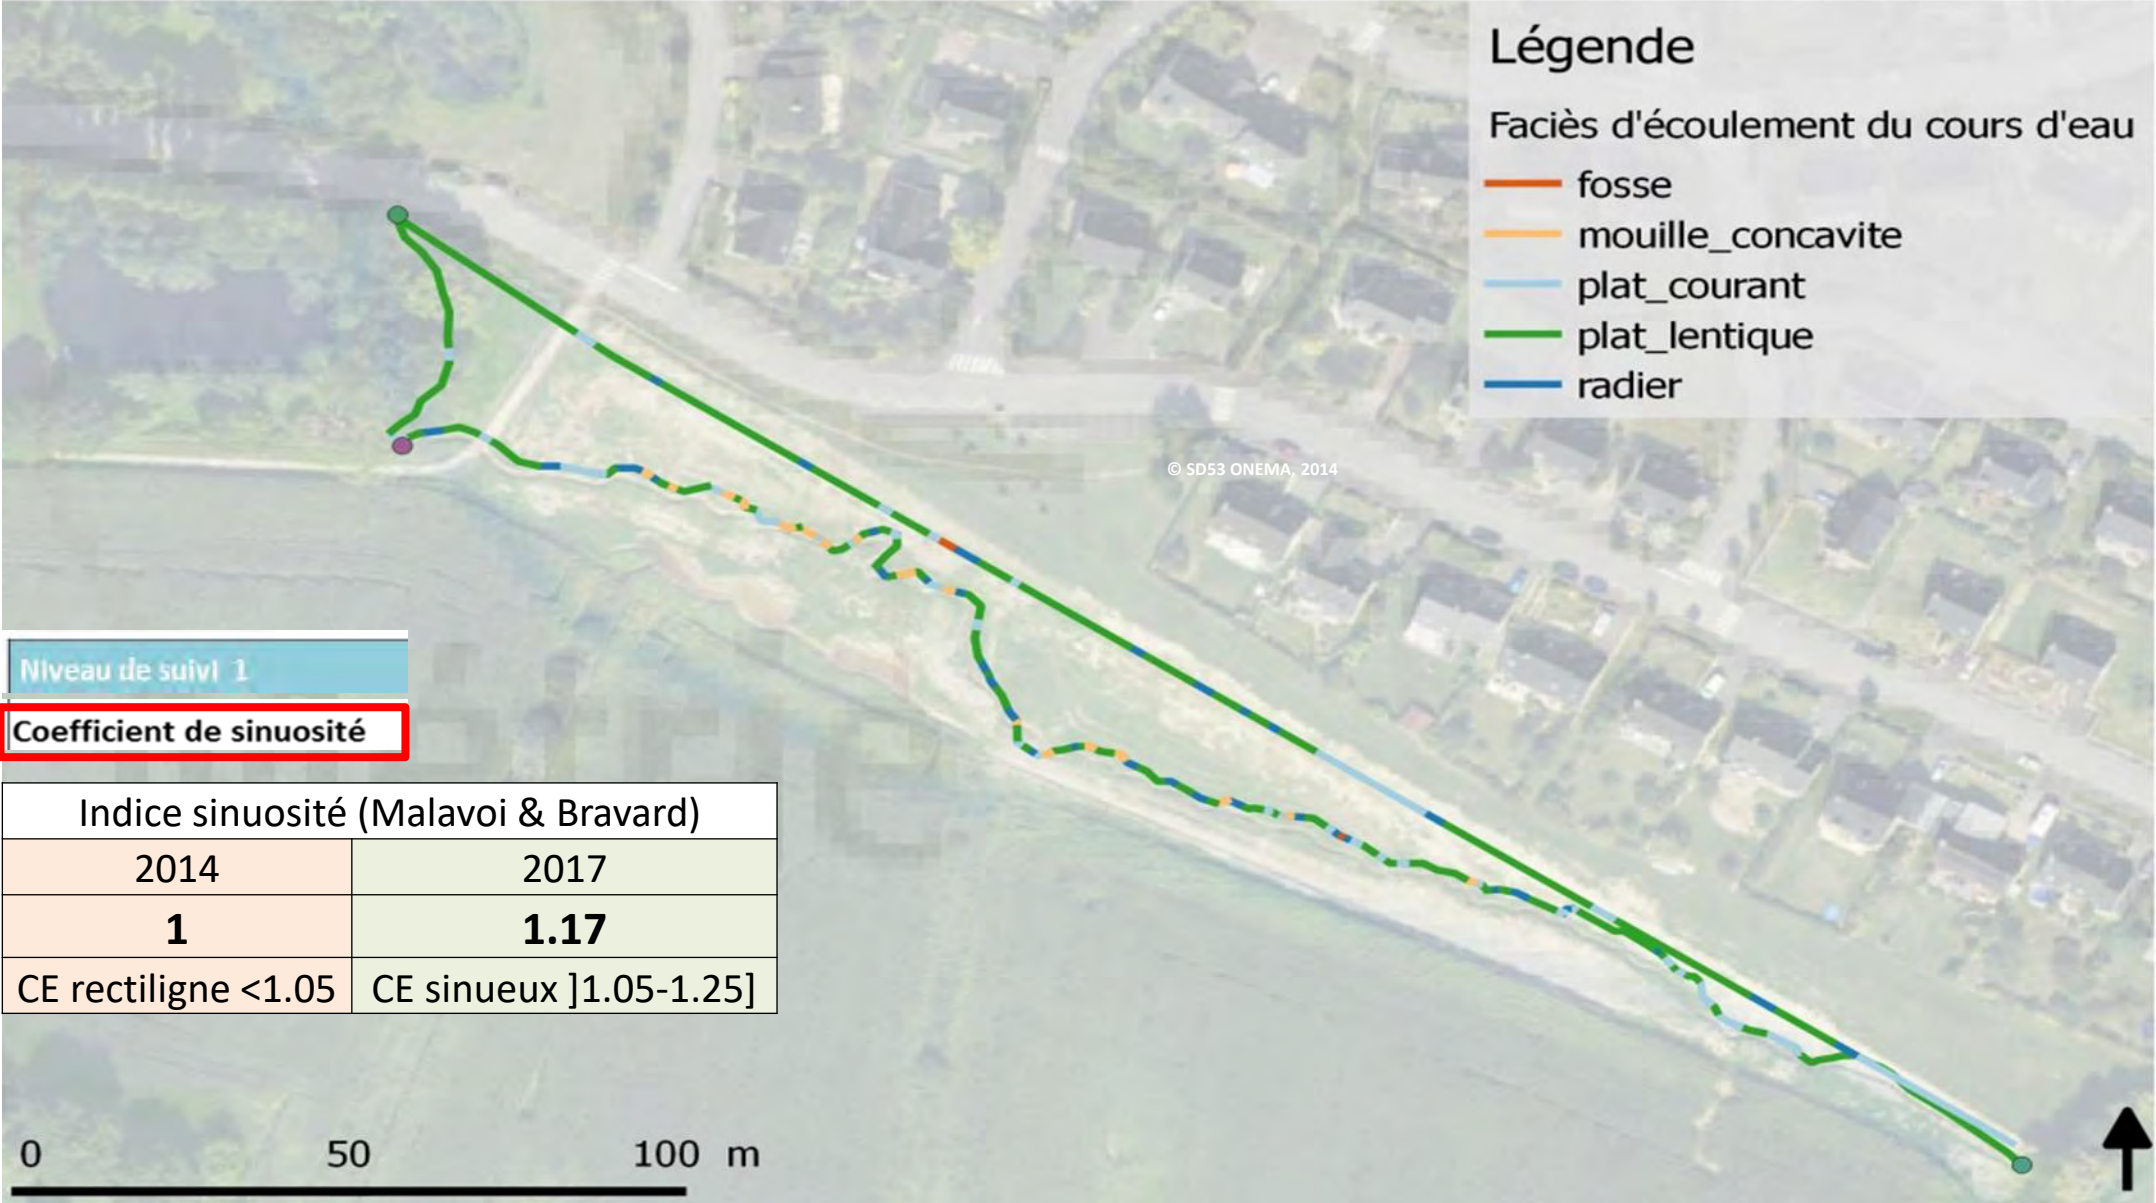 Légende
Faciès d'écoulement du cours d'eau
fosse
mouille_concavite
plat_courant
plat_lentique
radier
© SD53 ONEMA, 2014
Niveau de suivi 1
Coefficient de sinuosité
Indice sinuosité (Malavoi & Bravard)
2014 2017
1 1.17
CE rectiligne <1.05 CE sinueux ]1.05-1.25]
0 50 100 m